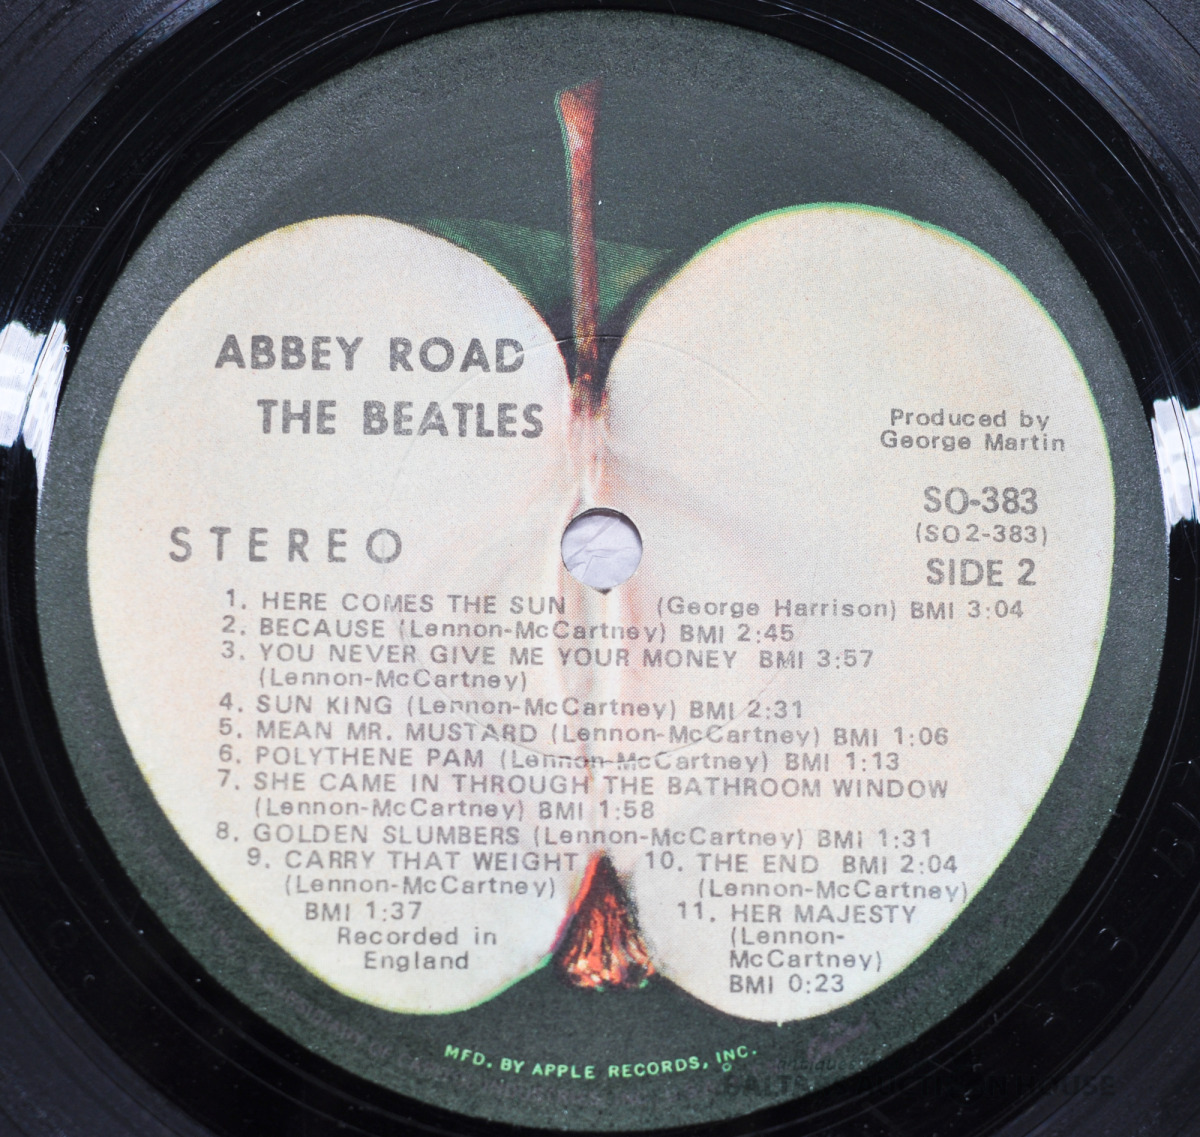 ABBEY ROAD
THE BEATLES
Produced by
George Martin
SO-383
(SO2-383)
SIDE 2
STEREO
1. HERE COMES THE SUN (George Harrison) BMI 3:04
2. BECAUSE (Lennon-McCartney) BMI 2:45
3. YOU NEVER GIVE ME YOUR MONEY BMI 3:57
(Lennon-McCartney)
4. SUN KING (Lennon-McCartney) BMI 2:31
5. MEAN MR. MUSTARD (Lennon-McCartney) BMI 1:06
6. POLYTHENE PAM (Lennon-McCartney) BMI 1:13
7. SHE CAME IN THROUGH THE BATHROOM WINDOW
(Lennon-McCartney) BMI 1:58
8. GOLDEN SLUMBERS (Lennon-McCartney) BMI 1:31
9. CARRY THAT WEIGHT
(Lennon-McCartney)
BMI 1:37
Recorded in
England
10. THE END BMI 2:04
(Lennon-McCartney)
11. HER MAJESTY
(Lennon-
McCartney)
BMI 0:23
MFD. BY APPLE RECORDS, INC.